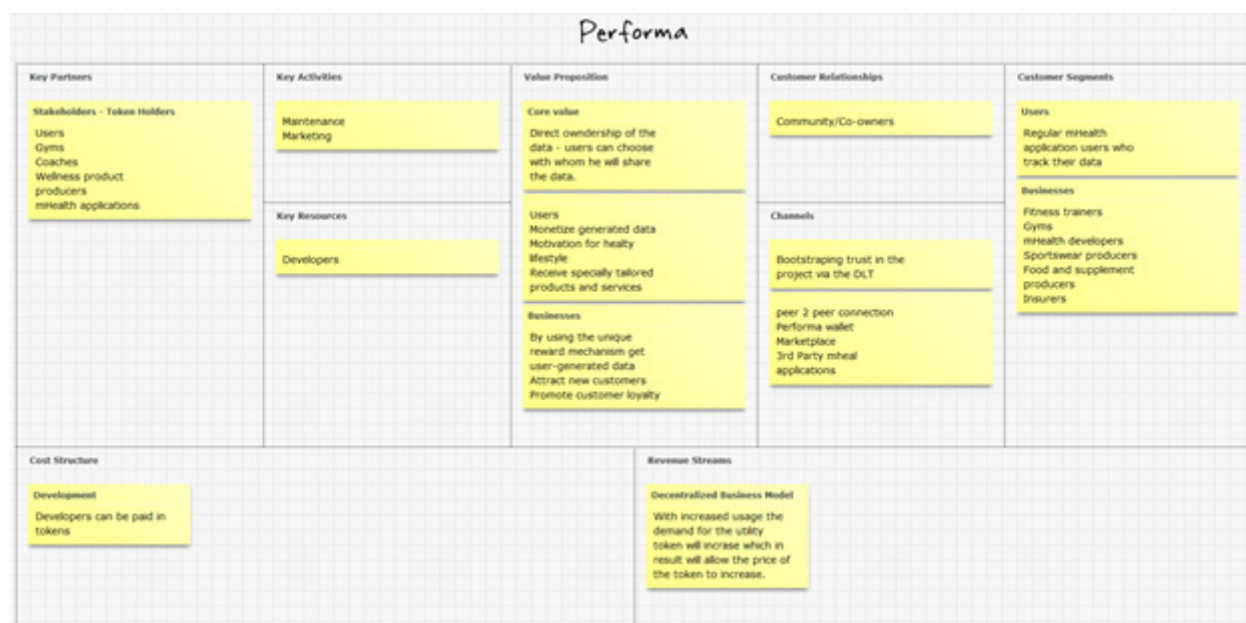 Performa
Key Partners
Stakeholders - Token Holders
Users
Gyms
Coaches
Wellness product
producers
mHealth applications
Key Activities
Maintenance
Marketing
Key Resources
Developers
Value Proposition
Core value
Direct owndership of the
data - users can choose
with whom he will share
the data.
Users
Monetize generated data
Motivation for healty
lifestyle
Receive specially tailored
products and services
Businesses
By using the unique
reward mechanism get
user-generated data
Attract new customers
Promote customer loyalty
Customer Relationships
Community/Co-owners
Channels
Bootstraping trust in the
project via the DLT
peer 2 peer connection
Performa wallet
Marketplace
3rd Party mheal
applications
Customer Segments
Users
Regular mHealth
application users who
track their data
Businesses
Fitness trainers
Gyms
mHealth developers
Sportswear producers
Food and supplement
producers
Insurers
Cost Structure
Development
Developers can be paid in
tokens
Revenue Streams
Decentralized Business Model
With increased usage the
demand for the utility
token will incrase which in
result will allow the price of
the token to increase.